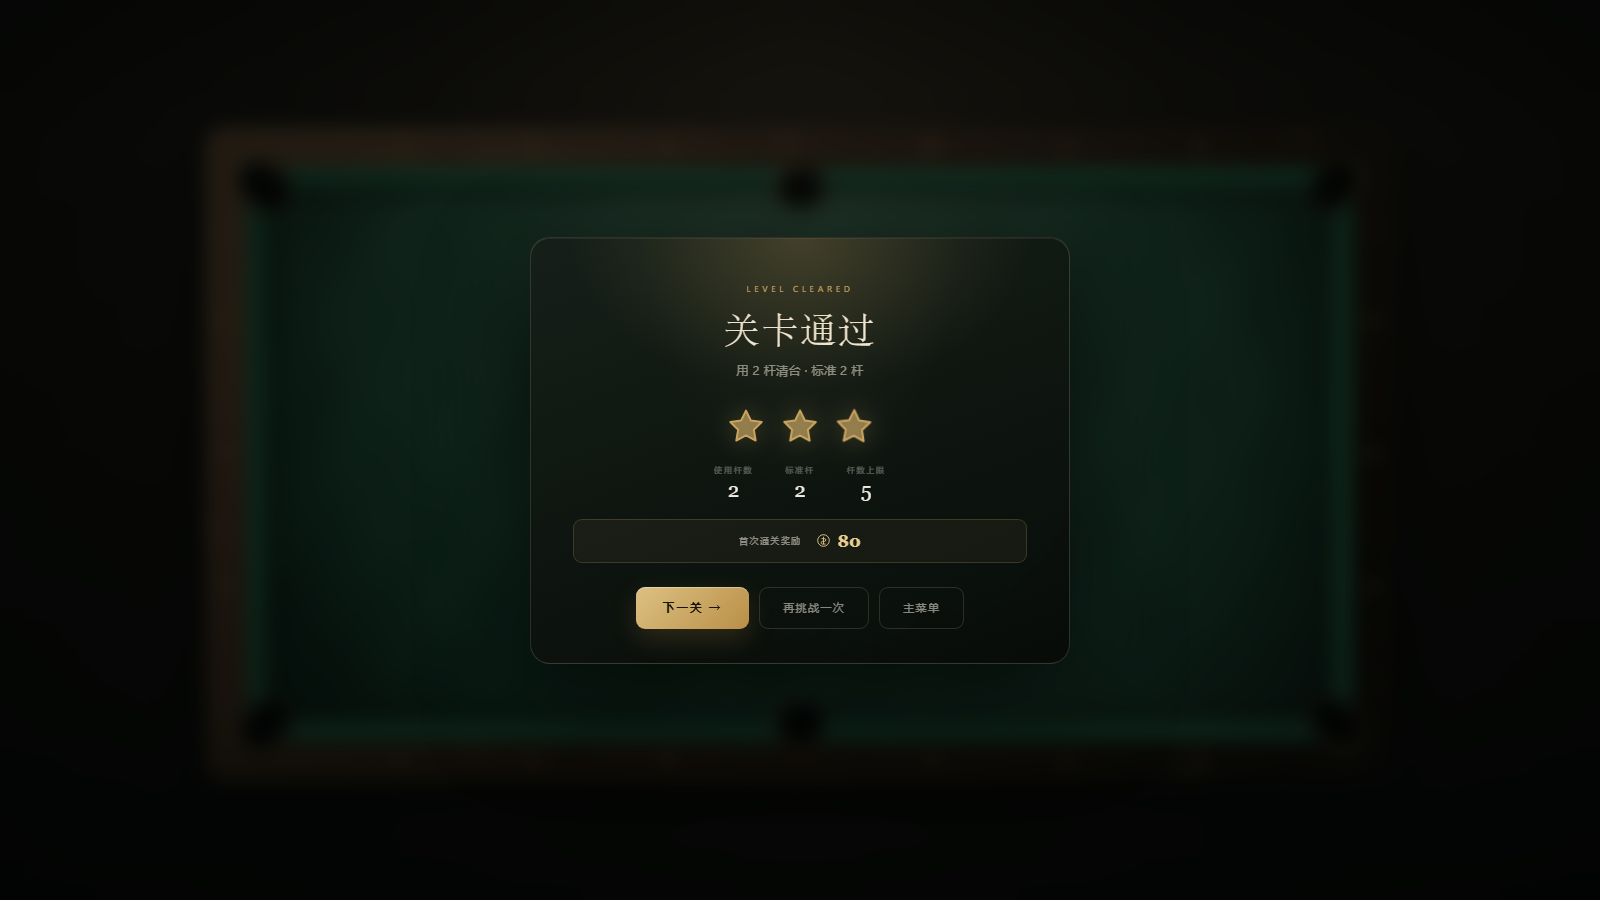 LEVEL CLEARED
关卡通过
用 2 杆清台 · 标准 2 杆
使用杆数 标准杆 杆数上限
2 2 5
首次通关奖励 80
下一关 →
再挑战一次
主菜单